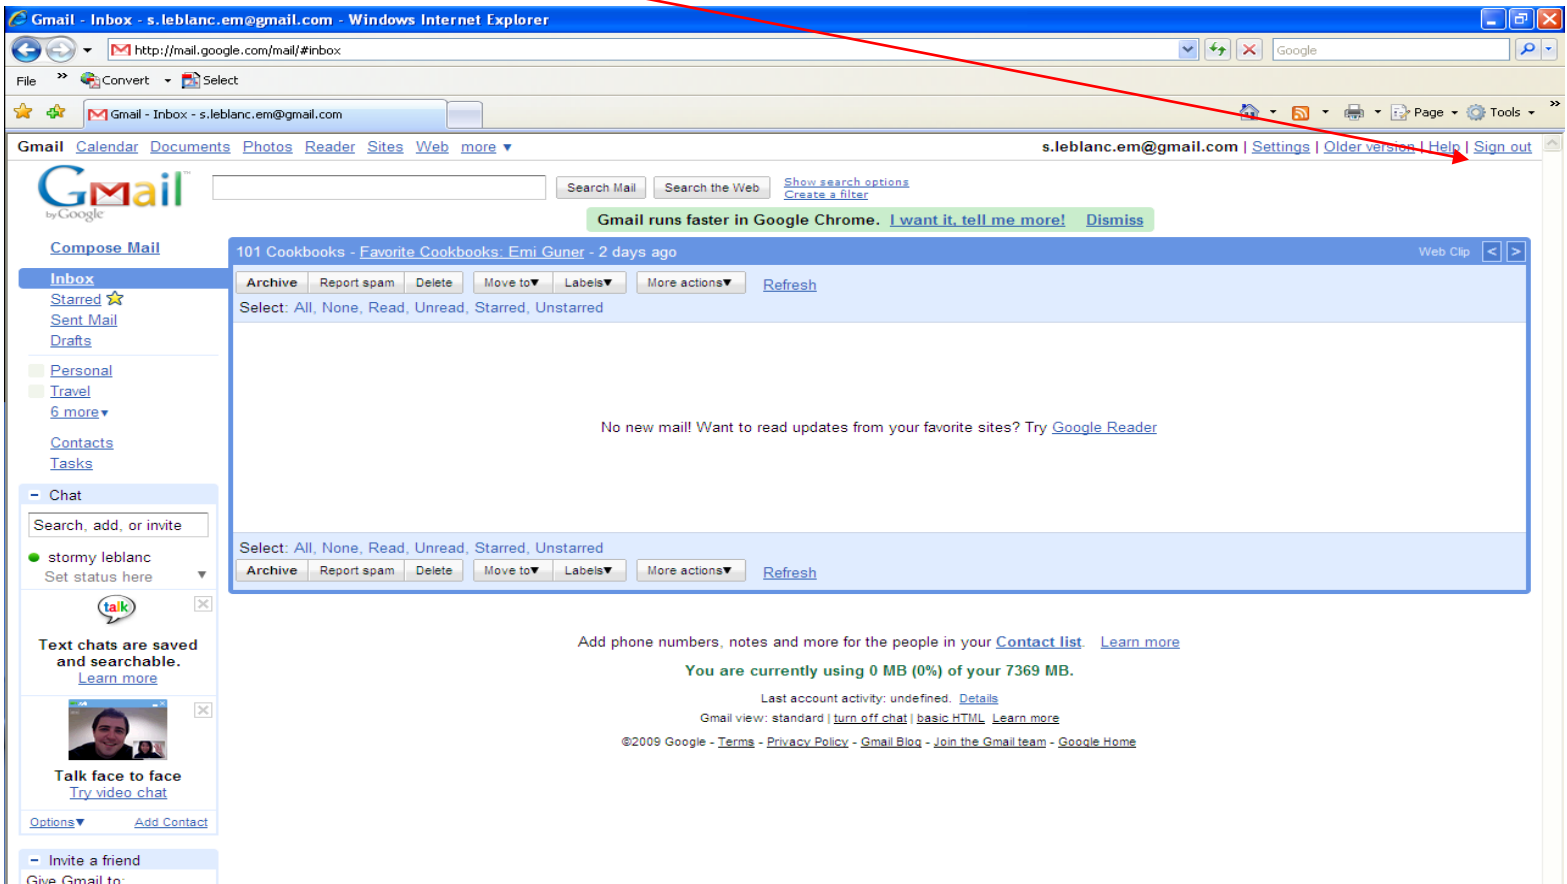 Gmail - Inbox - s.leblanc.em@gmail.com - Windows Internet Explorer
http://mail.google.com/mail/#inbox
Google
File » Convert Select
Gmail - Inbox - s.leblanc.em@gmail.com
Page Tools »
Gmail Calendar Documents Photos Reader Sites Web more ▼ s.leblanc.em@gmail.com | Settings | Older version | Help | Sign out
Gmail™
by Google
Search Mail Search the Web Show search options
Create a filter
Gmail runs faster in Google Chrome. I want it, tell me more! Dismiss
Compose Mail
Inbox
Starred
Sent Mail
Drafts
Personal
Travel
6 more▼
Contacts
Tasks
101 Cookbooks - Favorite Cookbooks: Emi Guner - 2 days ago Web Clip < >
Archive Report spam Delete Move to▼ Labels▼ More actions▼ Refresh
Select: All, None, Read, Unread, Starred, Unstarred
No new mail! Want to read updates from your favorite sites? Try Google Reader
Select: All, None, Read, Unread, Starred, Unstarred
Archive Report spam Delete Move to▼ Labels▼ More actions▼ Refresh
− Chat
Search, add, or invite
stormy leblanc
Set status here ▼
talk
Text chats are saved
and searchable.
Learn more
Talk face to face
Try video chat
Options▼ Add Contact
− Invite a friend
Give Gmail to:
Add phone numbers, notes and more for the people in your Contact list. Learn more
You are currently using 0 MB (0%) of your 7369 MB.
Last account activity: undefined. Details
Gmail view: standard | turn off chat | basic HTML Learn more
©2009 Google - Terms - Privacy Policy - Gmail Blog - Join the Gmail team - Google Home